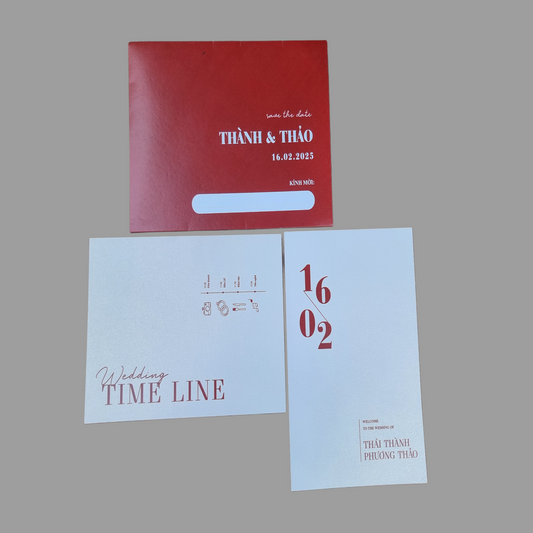 save the date
THÀNH & THẢO
16.02.2025
KÍNH MỜI:
Wedding
TIME LINE
16
02
WELCOME
TO THE WEDDING OF
THÁI THÀNH
PHƯƠNG THẢO